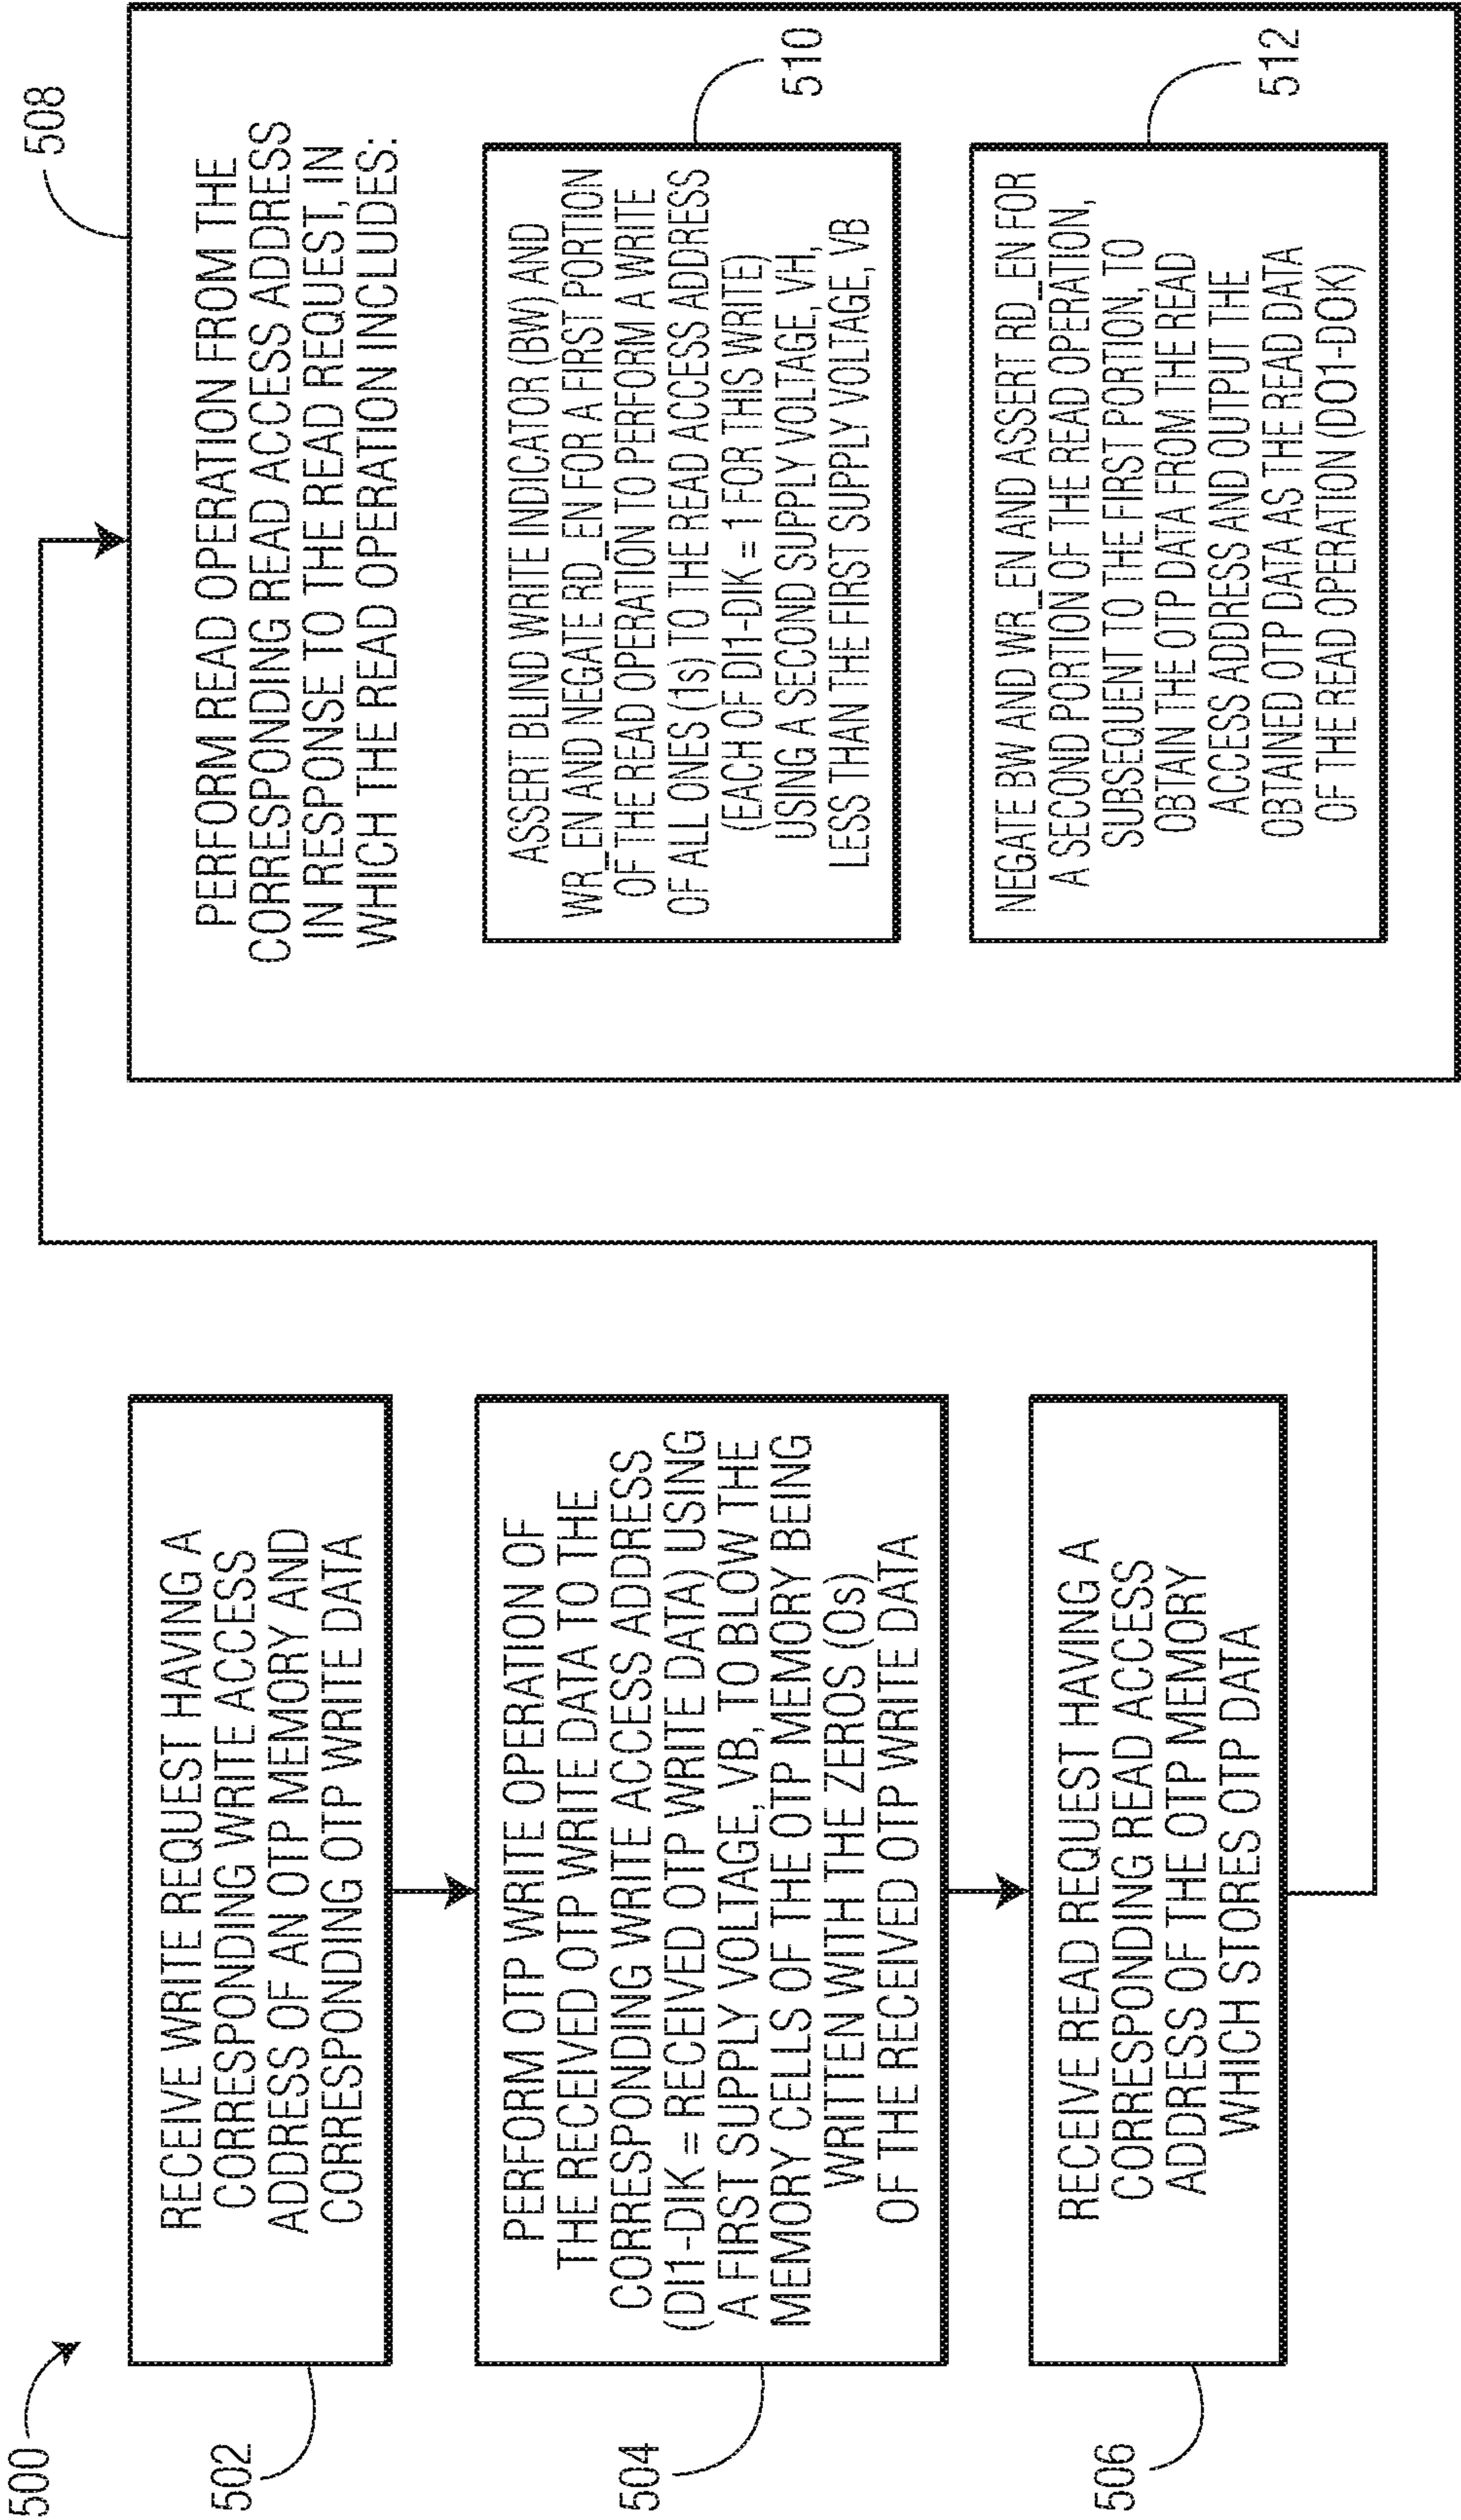 500
502
RECEIVE WRITE REQUEST HAVING A
CORRESPONDING WRITE ACCESS
ADDRESS OF AN OTP MEMORY AND
CORRESPONDING OTP WRITE DATA
504
PERFORM OTP WRITE OPERATION OF
THE RECEIVED OTP WRITE DATA TO THE
CORRESPONDING WRITE ACCESS ADDRESS
(DI1-DIK = RECEIVED OTP WRITE DATA) USING
A FIRST SUPPLY VOLTAGE, VB, TO BLOW THE
MEMORY CELLS OF THE OTP MEMORY BEING
WRITTEN WITH THE ZEROS (0s)
OF THE RECEIVED OTP WRITE DATA
506
RECEIVE READ REQUEST HAVING A
CORRESPONDING READ ACCESS
ADDRESS OF THE OTP MEMORY
WHICH STORES OTP DATA
508
PERFORM READ OPERATION FROM THE
CORRESPONDING READ ACCESS ADDRESS
IN RESPONSE TO THE READ REQUEST, IN
WHICH THE READ OPERATION INCLUDES:
510
ASSERT BLIND WRITE INDICATOR (BW) AND
WR_EN AND NEGATE RD_EN FOR A FIRST PORTION
OF THE READ OPERATION TO PERFORM A WRITE
OF ALL ONES (1s) TO THE READ ACCESS ADDRESS
(EACH OF DI1-DIK = 1 FOR THIS WRITE)
USING A SECOND SUPPLY VOLTAGE, VH,
LESS THAN THE FIRST SUPPLY VOLTAGE, VB
512
NEGATE BW AND WR_EN AND ASSERT RD_EN FOR
A SECOND PORTION OF THE READ OPERATION,
SUBSEQUENT TO THE FIRST PORTION, TO
OBTAIN THE OTP DATA FROM THE READ
ACCESS ADDRESS AND OUTPUT THE
OBTAINED OTP DATA AS THE READ DATA
OF THE READ OPERATION (DO1-DOK)